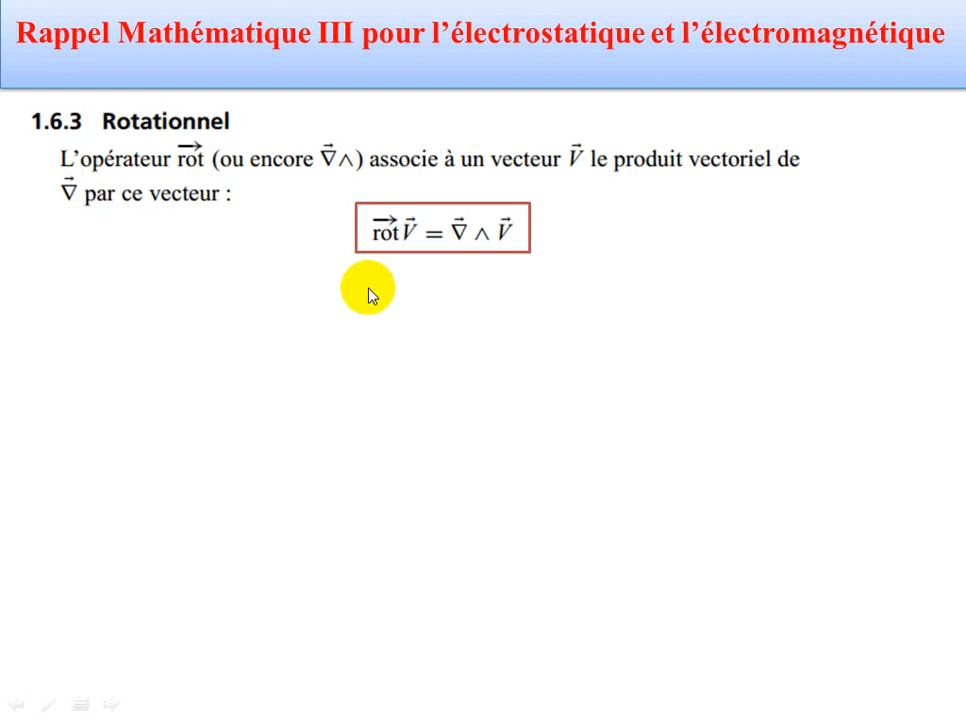 Rappel Mathématique III pour l’électrostatique et l’électromagnétique
1.6.3 Rotationnel
L’opérateur $\overrightarrow{\text{rot}}$ (ou encore $\vec{\nabla}\wedge$) associe à un vecteur $\vec{V}$ le produit vectoriel de
$\vec{\nabla}$ par ce vecteur :
$\overrightarrow{\text{rot}}\,\vec{V} = \vec{\nabla} \wedge \vec{V}$